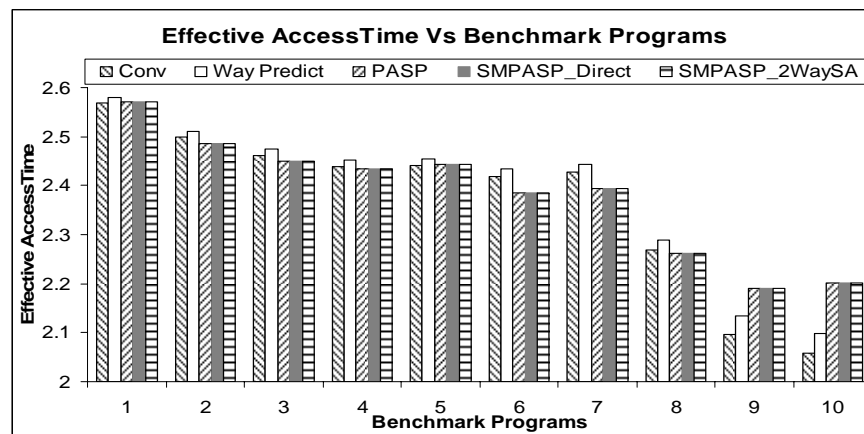 Effective AccessTime Vs Benchmark Programs
Conv Way Predict PASP SMPASP_Direct SMPASP_2WaySA
Effective AccessTime
2.6
2.5
2.4
2.3
2.2
2.1
2
1 2 3 4 5 6 7 8 9 10
Benchmark Programs